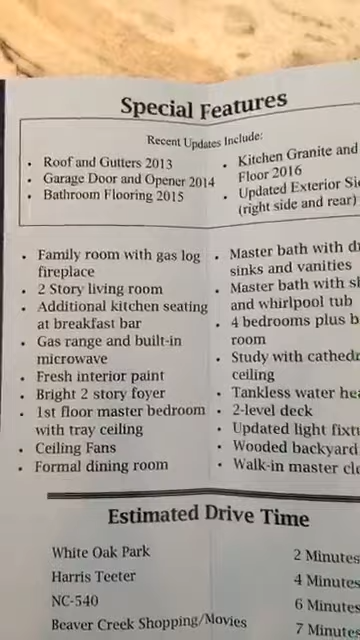 Special Features
Recent Updates Include:
• Roof and Gutters 2013
• Garage Door and Opener 2014
• Bathroom Flooring 2015
• Kitchen Granite and
Floor 2016
• Updated Exterior
(right side and rear)
• Family room with gas log
fireplace
• 2 Story living room
• Additional kitchen seating
at breakfast bar
• Gas range and built-in
microwave
• Fresh interior paint
• Bright 2 story foyer
• 1st floor master bedroom
with tray ceiling
• Ceiling Fans
• Formal dining room
• Master bath with
sinks and vanities
• Master bath with
and whirlpool tub
• 4 bedrooms plus
room
• Study with
ceiling
• Tankless water
• 2-level deck
• Updated light
• Wooded backyard
• Walk-in master
Estimated Drive Time
White Oak Park 2 Minutes
Harris Teeter 4 Minutes
NC-540 6 Minutes
Beaver Creek Shopping/Movies 7 Minutes